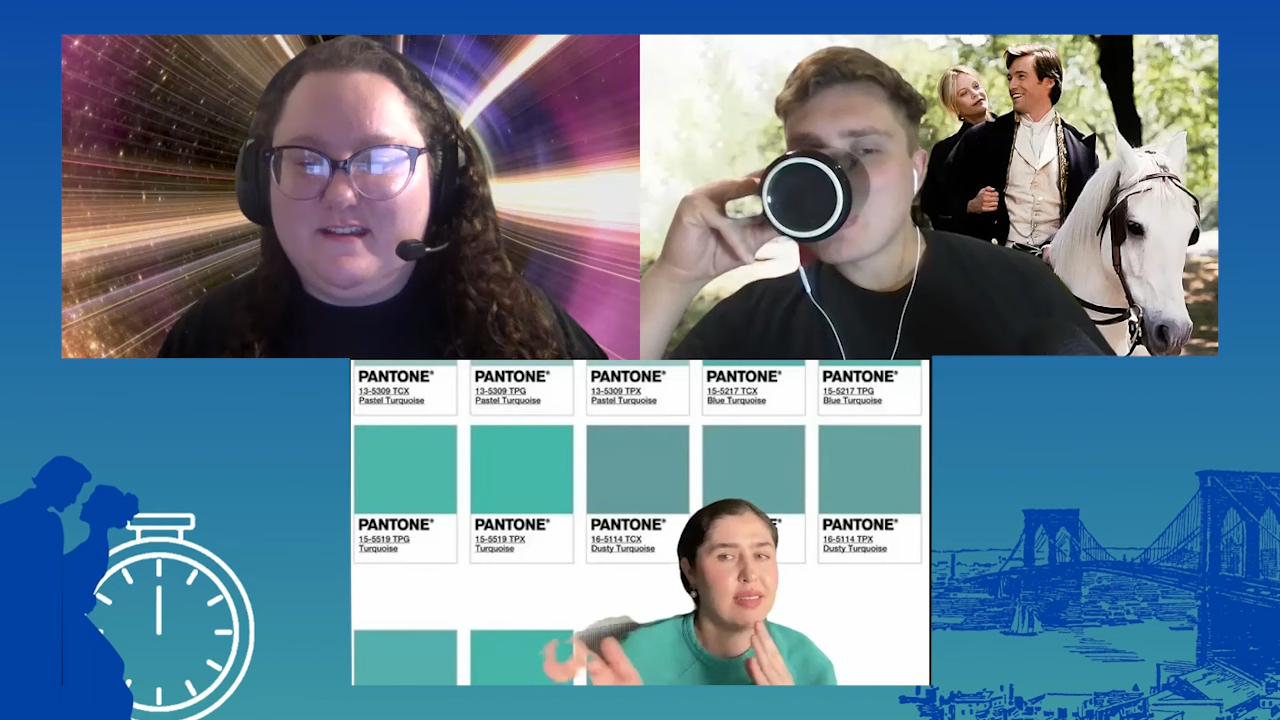 PANTONE®
13-5309 TCX
Pastel Turquoise
PANTONE®
13-5309 TPG
Pastel Turquoise
PANTONE®
13-5309 TPX
Pastel Turquoise
PANTONE®
15-5217 TCX
Blue Turquoise
PANTONE®
15-5217 TPG
Blue Turquoise
PANTONE®
15-5519 TPG
Turquoise
PANTONE®
15-5519 TPX
Turquoise
PANTONE®
16-5114 TCX
Dusty Turquoise
PANTONE®
16-5114 TPX
Dusty Turquoise